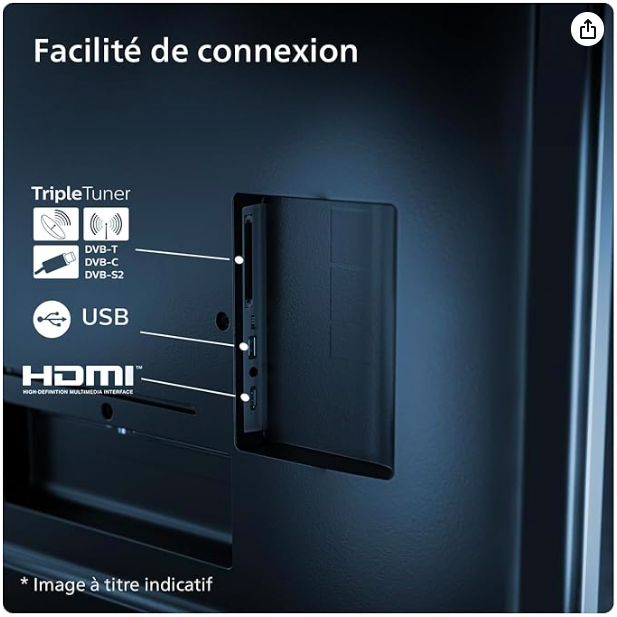 Facilité de connexion
TripleTuner
DVB-T
DVB-C
DVB-S2
USB
HDMI™
HIGH-DEFINITION MULTIMEDIA INTERFACE
* Image à titre indicatif